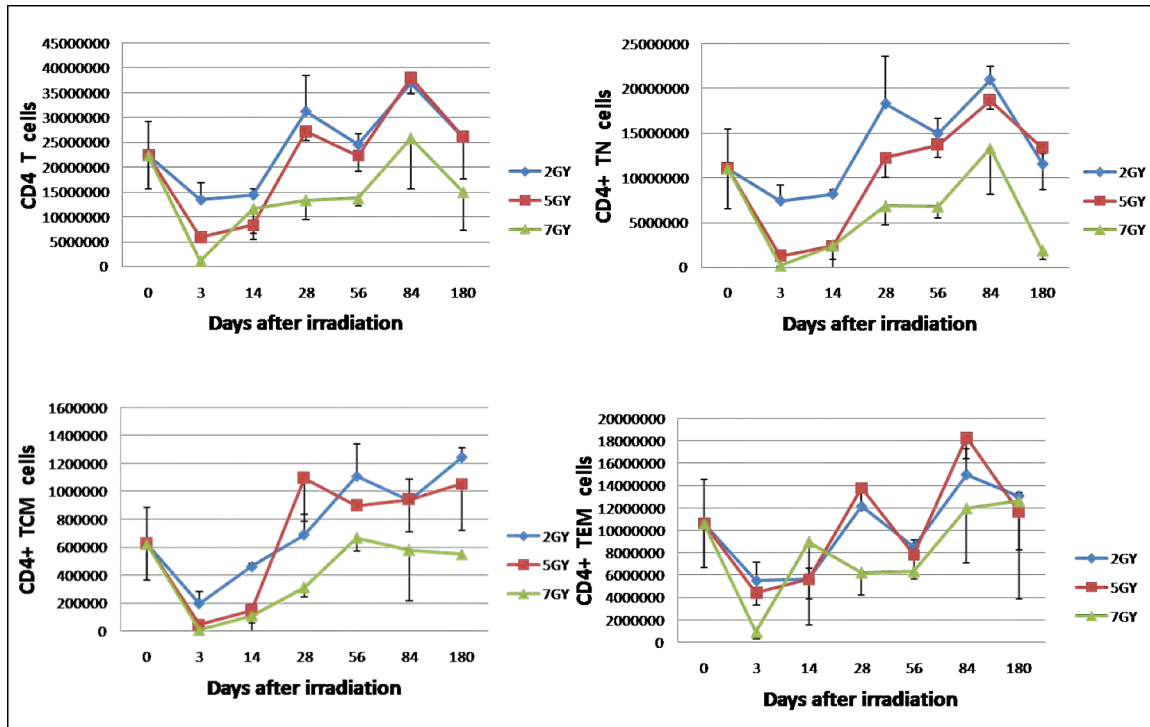 45000000
40000000
35000000
30000000
25000000
20000000
15000000
10000000
5000000
0
CD4 T cells
0 3 14 28 56 84 180
Days after irradiation
2GY
5GY
7GY
25000000
20000000
15000000
10000000
5000000
0
CD4+ TN cells
0 3 14 28 56 84 180
Days after irradiation
2GY
5GY
7GY
1600000
1400000
1200000
1000000
800000
600000
400000
200000
0
CD4+ TCM cells
0 3 14 28 56 84 180
Days after irradiation
2GY
5GY
7GY
20000000
18000000
16000000
14000000
12000000
10000000
8000000
6000000
4000000
2000000
0
CD4+ TEM cells
0 3 14 28 56 84 180
Days after irradiation
2GY
5GY
7GY